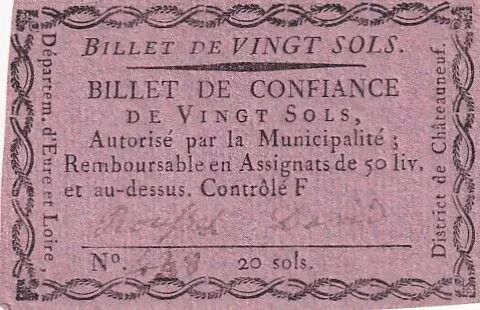 BILLET DE VINGT SOLS.
BILLET DE CONFIANCE
DE VINGT SOLS,
Autorisé par la Municipalité ;
Remboursable en Assignats de 50 liv.
et au-dessus. Contrôle F
David
N°. 20 sols.
Départem. d'Eure et Loire,
District de Châteauneuf.